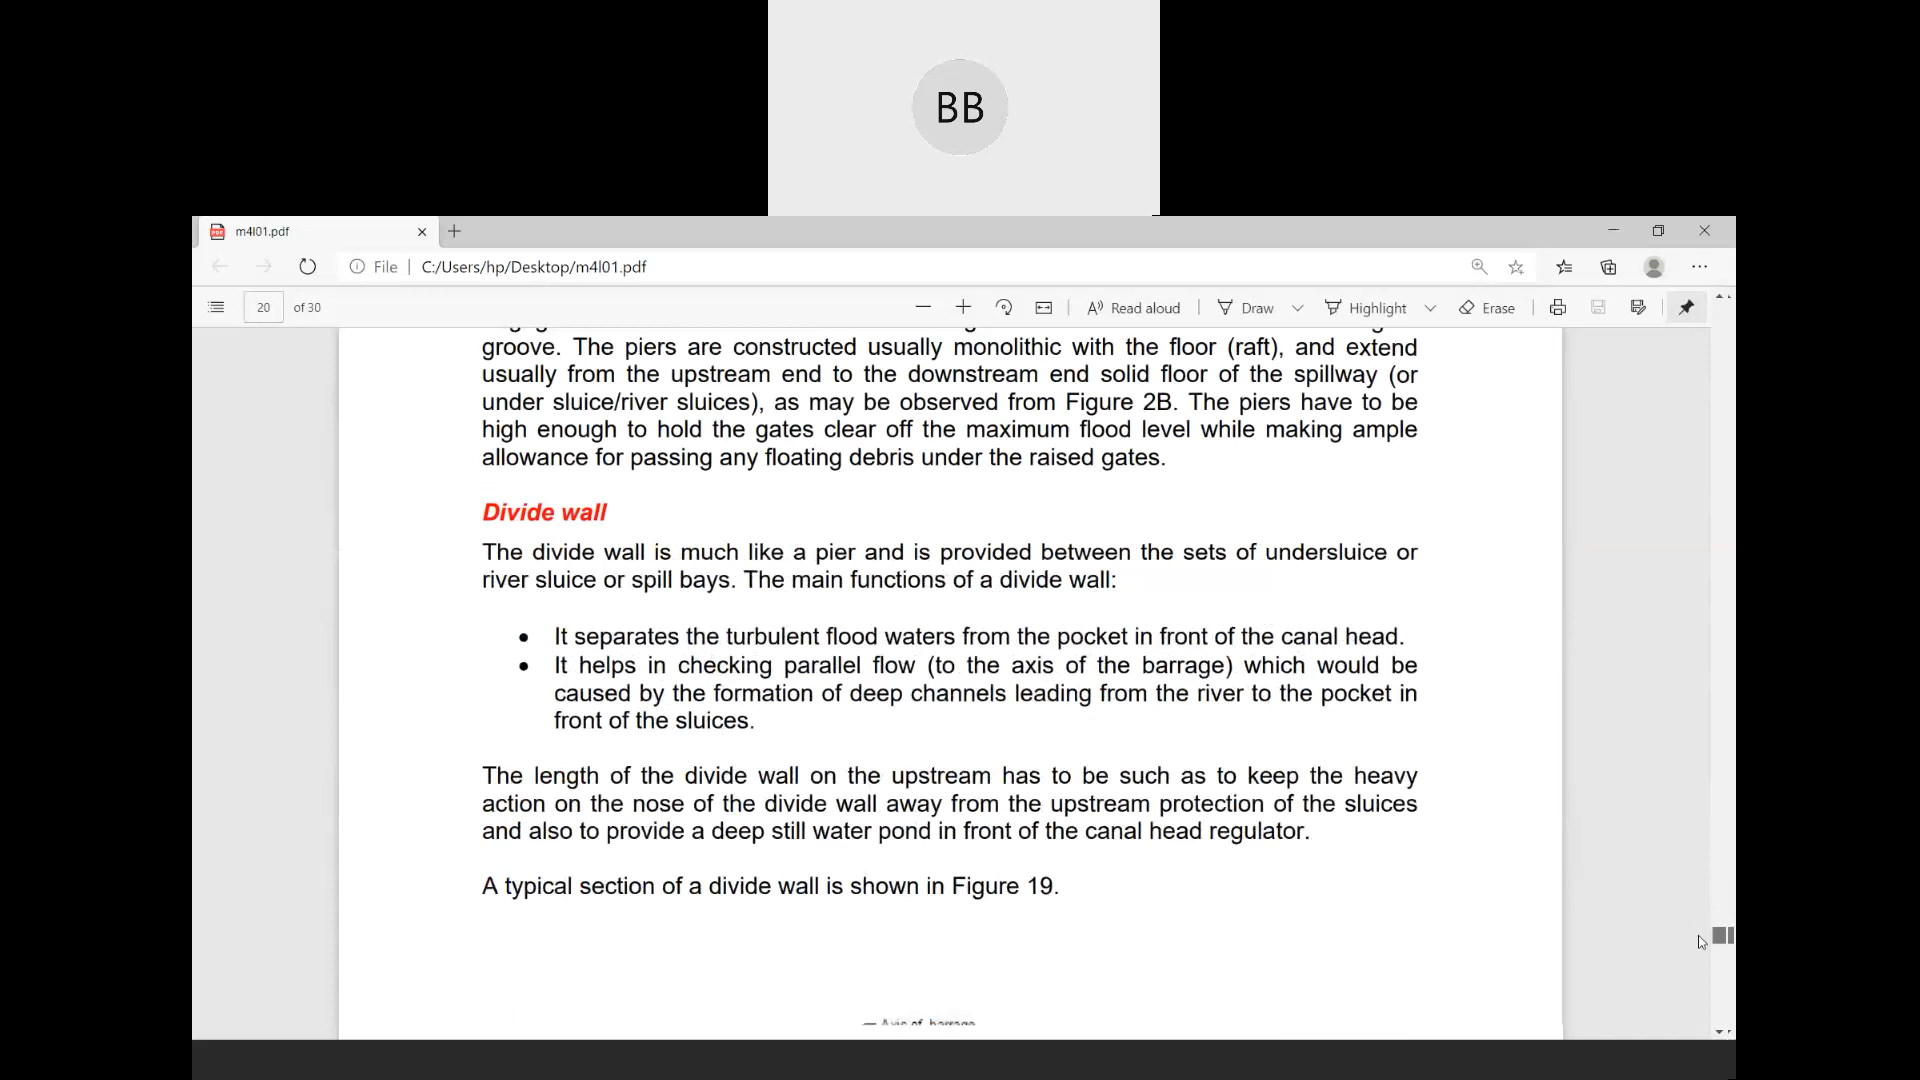 BB
m4l01.pdf
File
C:/Users/hp/Desktop/m4l01.pdf
20 of 30
Read aloud
Draw
Highlight
Erase
groove. The piers are constructed usually monolithic with the floor (raft), and extend
usually from the upstream end to the downstream end solid floor of the spillway (or
under sluice/river sluices), as may be observed from Figure 2B. The piers have to be
high enough to hold the gates clear off the maximum flood level while making ample
allowance for passing any floating debris under the raised gates.
Divide wall
The divide wall is much like a pier and is provided between the sets of undersluice or
river sluice or spill bays. The main functions of a divide wall:
• It separates the turbulent flood waters from the pocket in front of the canal head.
• It helps in checking parallel flow (to the axis of the barrage) which would be
caused by the formation of deep channels leading from the river to the pocket in
front of the sluices.
The length of the divide wall on the upstream has to be such as to keep the heavy
action on the nose of the divide wall away from the upstream protection of the sluices
and also to provide a deep still water pond in front of the canal head regulator.
A typical section of a divide wall is shown in Figure 19.
Axis of barrage